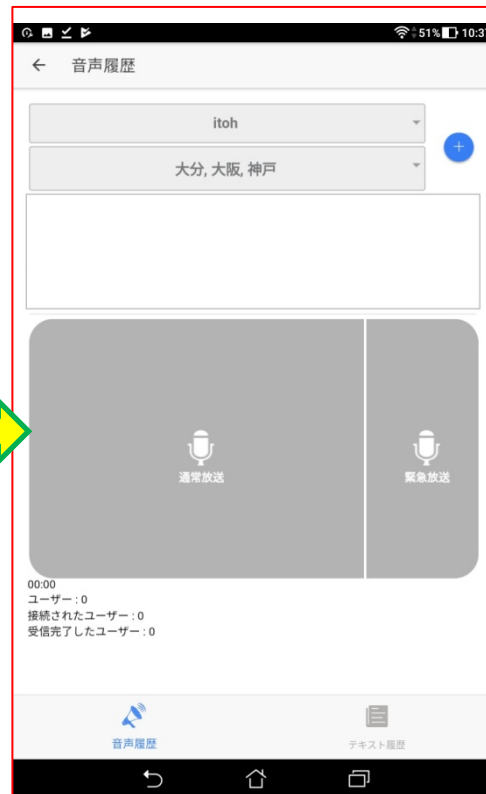 51% 10:37
音声履歴
itoh
大分, 大阪, 神戸
通常放送
緊急放送
00:00
ユーザー : 0
接続されたユーザー : 0
受信完了したユーザー : 0
音声履歴
テキスト履歴